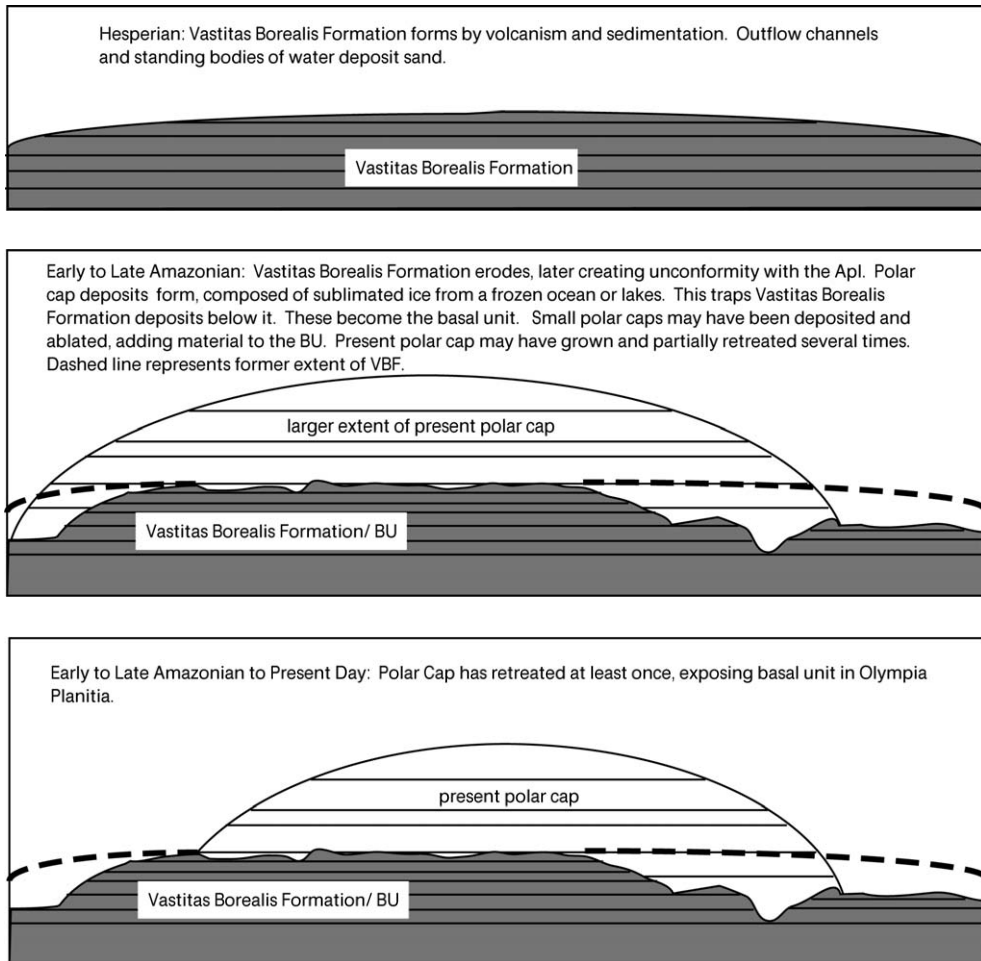 Hesperian: Vastitas Borealis Formation forms by volcanism and sedimentation. Outflow channels
and standing bodies of water deposit sand.
Vastitas Borealis Formation
Early to Late Amazonian: Vastitas Borealis Formation erodes, later creating unconformity with the Apl. Polar
cap deposits form, composed of sublimated ice from a frozen ocean or lakes. This traps Vastitas Borealis
Formation deposits below it. These become the basal unit. Small polar caps may have been deposited and
ablated, adding material to the BU. Present polar cap may have grown and partially retreated several times.
Dashed line represents former extent of VBF.
larger extent of present polar cap
Vastitas Borealis Formation/ BU
Early to Late Amazonian to Present Day: Polar Cap has retreated at least once, exposing basal unit in Olympia
Planitia.
present polar cap
Vastitas Borealis Formation/ BU